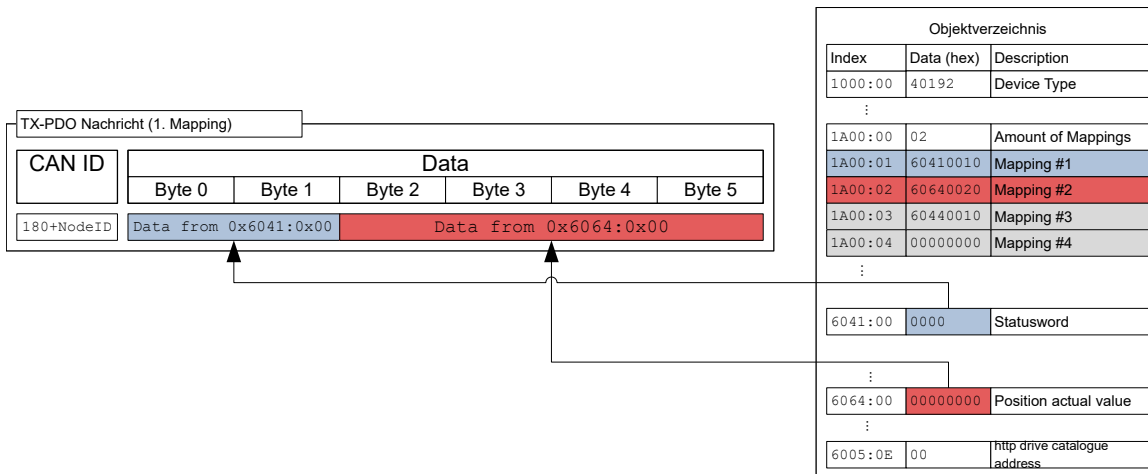 Objektverzeichnis
Index Data (hex) Description
1000:00 40192 Device Type
⋮
TX-PDO Nachricht (1. Mapping)
1A00:00 02 Amount of Mappings
CAN ID Data
1A00:01 60410010 Mapping #1
Byte 0 Byte 1 Byte 2 Byte 3 Byte 4 Byte 5
1A00:02 60640020 Mapping #2
180+NodeID Data from 0x6041:0x00 Data from 0x6064:0x00
1A00:03 60440010 Mapping #3
1A00:04 00000000 Mapping #4
⋮
6041:00 0000 Statusword
⋮
6064:00 00000000 Position actual value
⋮
6005:0E 00 http drive catalogue
address